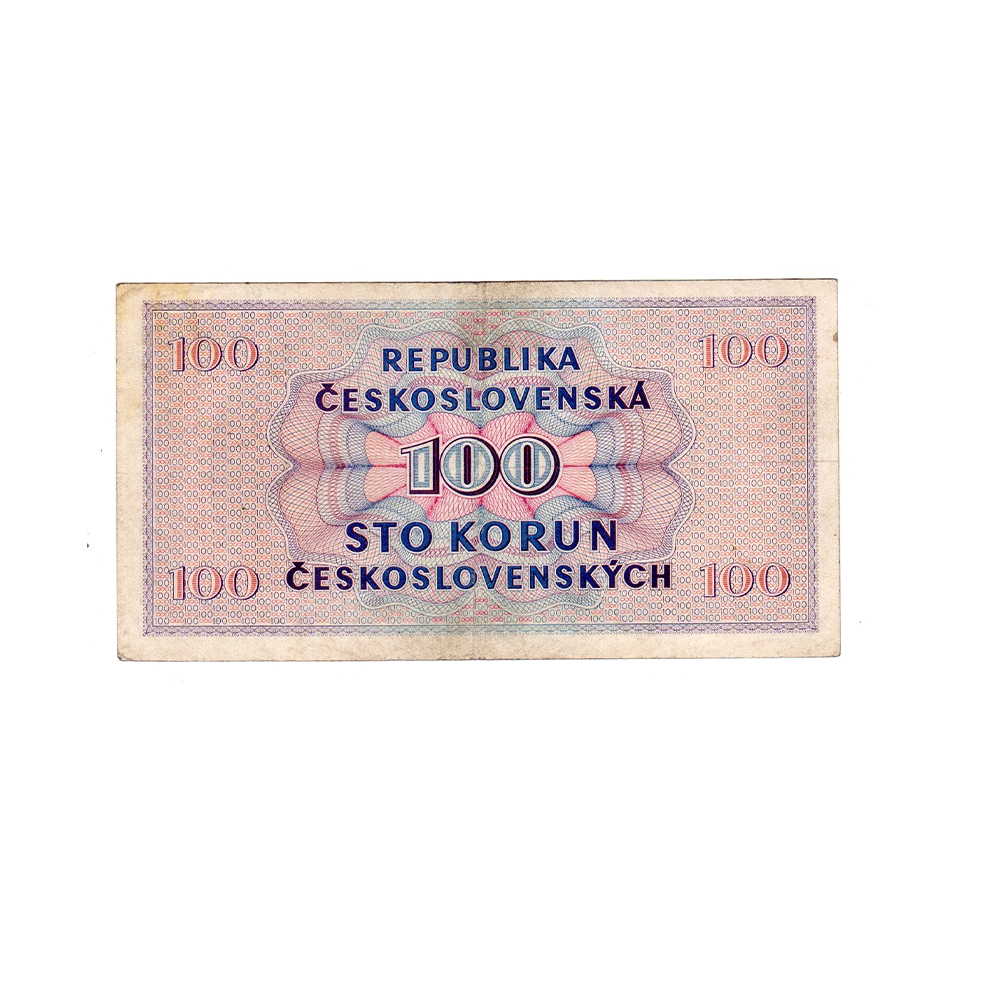 100 100
REPUBLIKA
ČESKOSLOVENSKÁ
100
STO KORUN
ČESKOSLOVENSKÝCH
100 100